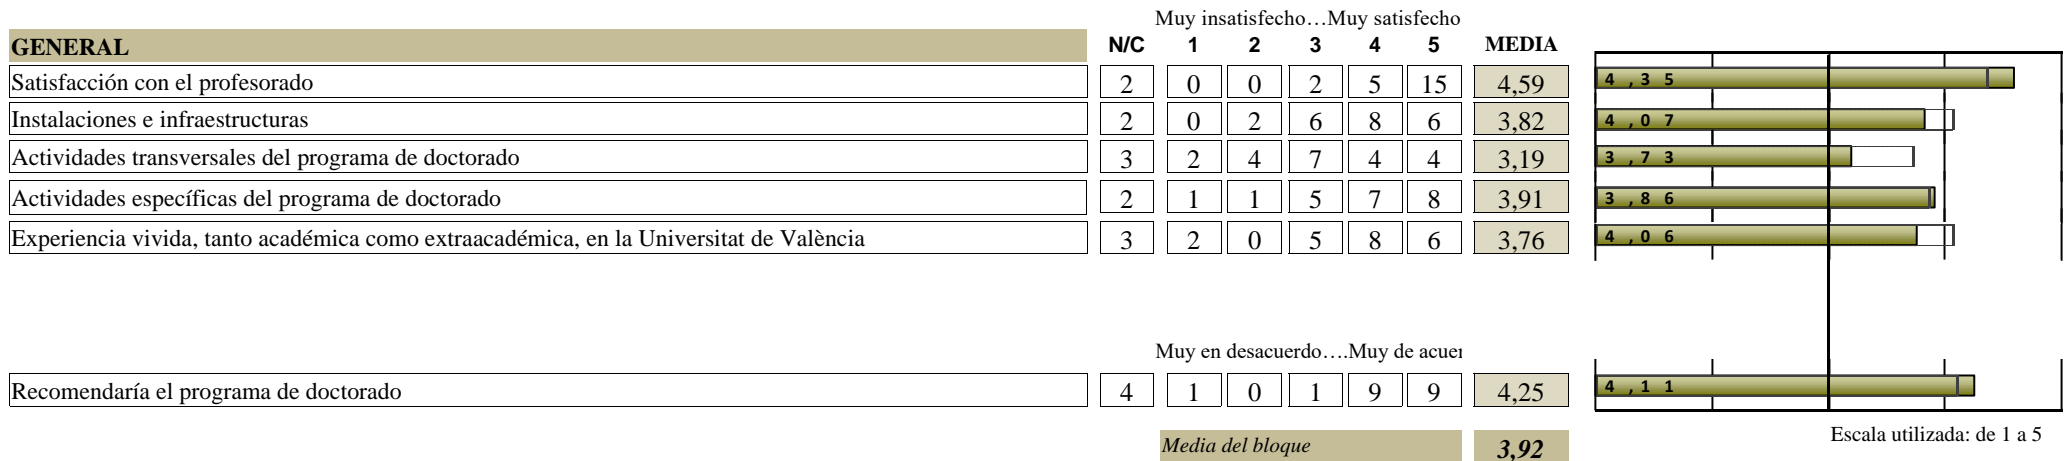 Muy insatisfecho…Muy satisfecho
GENERAL N/C 1 2 3 4 5 MEDIA
Satisfacción con el profesorado 2 0 0 2 5 15 4,59 4,35
Instalaciones e infraestructuras 2 0 2 6 8 6 3,82 4,07
Actividades transversales del programa de doctorado 3 2 4 7 4 4 3,19 3,73
Actividades específicas del programa de doctorado 2 1 1 5 7 8 3,91 3,86
Experiencia vivida, tanto académica como extraacadémica, en la Universitat de València 3 2 0 5 8 6 3,76 4,06
Muy en desacuerdo….Muy de acuer
Recomendaría el programa de doctorado 4 1 0 1 9 9 4,25 4,11
Media del bloque 3,92 Escala utilizada: de 1 a 5